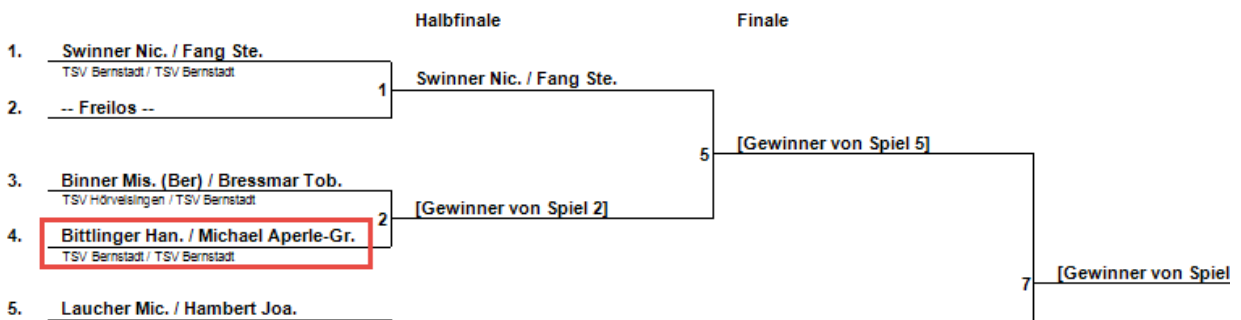 Halbfinale Finale
1. Swinner Nic. / Fang Ste.
TSV Bernstadt / TSV Bernstadt
1 Swinner Nic. / Fang Ste.
2. -- Freilos --
5 [Gewinner von Spiel 5]
3. Binner Mis. (Ber) / Bressmar Tob.
TSV Hörvelsingen / TSV Bernstadt
2 [Gewinner von Spiel 2]
4. Bittlinger Han. / Michael Aperle-Gr.
TSV Bernstadt / TSV Bernstadt
7 [Gewinner von Spiel
5. Laucher Mic. / Hambert Joa.